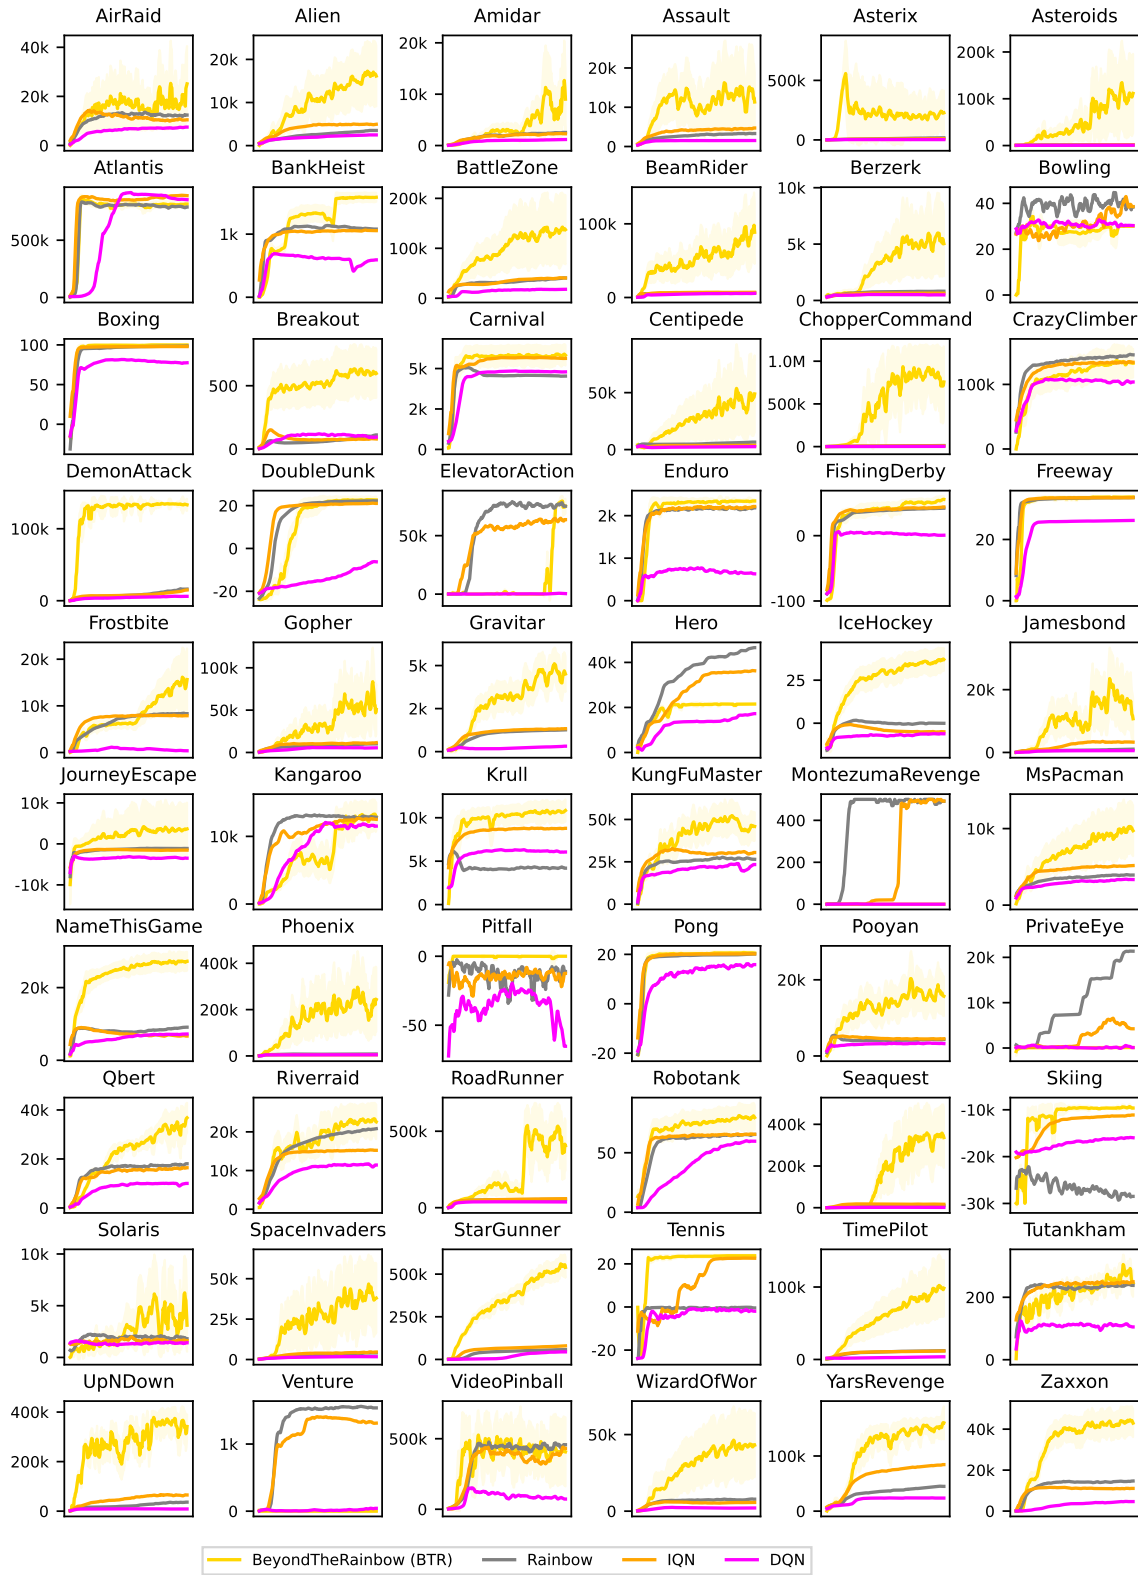 AirRaid Alien Amidar Assault Asterix Asteroids
40k 20k 0
20k 10k 0
20k 10k 0
20k 10k 0
500k 0
200k 100k 0
Atlantis BankHeist BattleZone BeamRider Berzerk Bowling
500k 0
1k 0
200k 100k 0
100k 0
10k 5k 0
40 20 0
Boxing Breakout Carnival Centipede ChopperCommand CrazyClimber
100 50 0
500 0
5k 2k 0
50k 0
1.0M 500k 0
100k 0
DemonAttack DoubleDunk ElevatorAction Enduro FishingDerby Freeway
100k 0
20 0 -20
50k 0
2k 1k 0
0 -100
20 0
Frostbite Gopher Gravitar Hero IceHockey Jamesbond
20k 10k 0
100k 50k 0
5k 2k 0
40k 20k 0
25 0
20k 0
JourneyEscape Kangaroo Krull KungFuMaster MontezumaRevenge MsPacman
10k 0 -10k
10k 0
10k 5k 0
50k 25k 0
400 200 0
10k 0
NameThisGame Phoenix Pitfall Pong Pooyan PrivateEye
20k 0
400k 200k 0
0 -50
20 0 -20
20k 0
20k 10k 0
Qbert Riverraid RoadRunner Robotank Seaquest Skiing
40k 20k 0
20k 10k 0
500k 0
50 0
400k 200k 0
-10k -20k -30k
Solaris SpaceInvaders StarGunner Tennis TimePilot Tutankham
10k 5k 0
50k 0
500k 250k 0
20 0 -20
100k 0
200 0
UpNDown Venture VideoPinball WizardOfWor YarsRevenge Zaxxon
400k 200k 0
1k 0
500k 0
50k 0
100k 0
40k 20k 0
BeyondTheRainbow (BTR) Rainbow IQN DQN